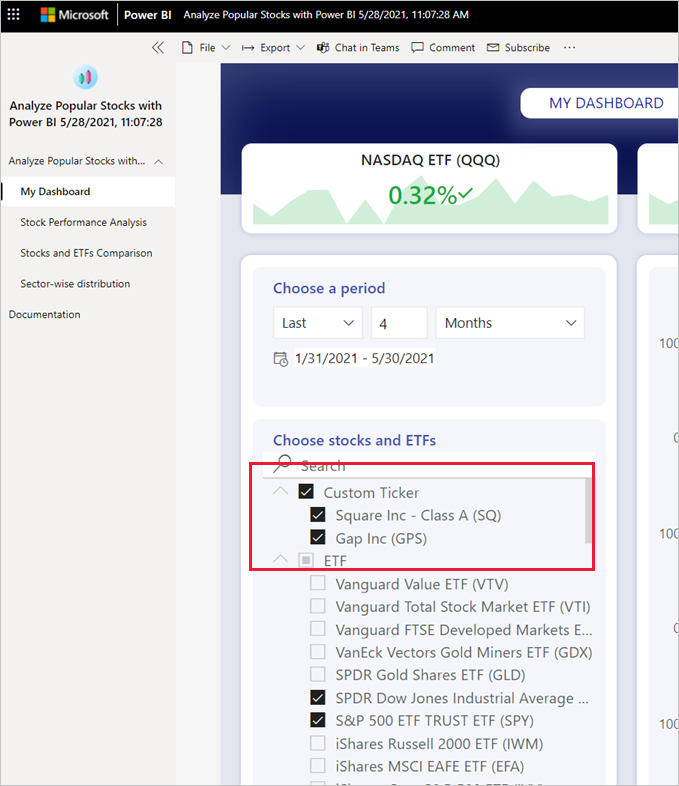 Microsoft Power BI Analyze Popular Stocks with Power BI 5/28/2021, 11:07:28 AM
File Export Chat in Teams Comment Subscribe ...
Analyze Popular Stocks with
Power BI 5/28/2021, 11:07:28
Analyze Popular Stocks with...
My Dashboard
Stock Performance Analysis
Stocks and ETFs Comparison
Sector-wise distribution
Documentation
MY DASHBOARD
NASDAQ ETF (QQQ)
0.32%
Choose a period
Last 4 Months
1/31/2021 - 5/30/2021
Choose stocks and ETFs
Search
Custom Ticker
Square Inc - Class A (SQ)
Gap Inc (GPS)
ETF
Vanguard Value ETF (VTV)
Vanguard Total Stock Market ETF (VTI)
Vanguard FTSE Developed Markets E...
VanEck Vectors Gold Miners ETF (GDX)
SPDR Gold Shares ETF (GLD)
SPDR Dow Jones Industrial Average ...
S&P 500 ETF TRUST ETF (SPY)
iShares Russell 2000 ETF (IWM)
iShares MSCI EAFE ETF (EFA)
100
0
100
0
100